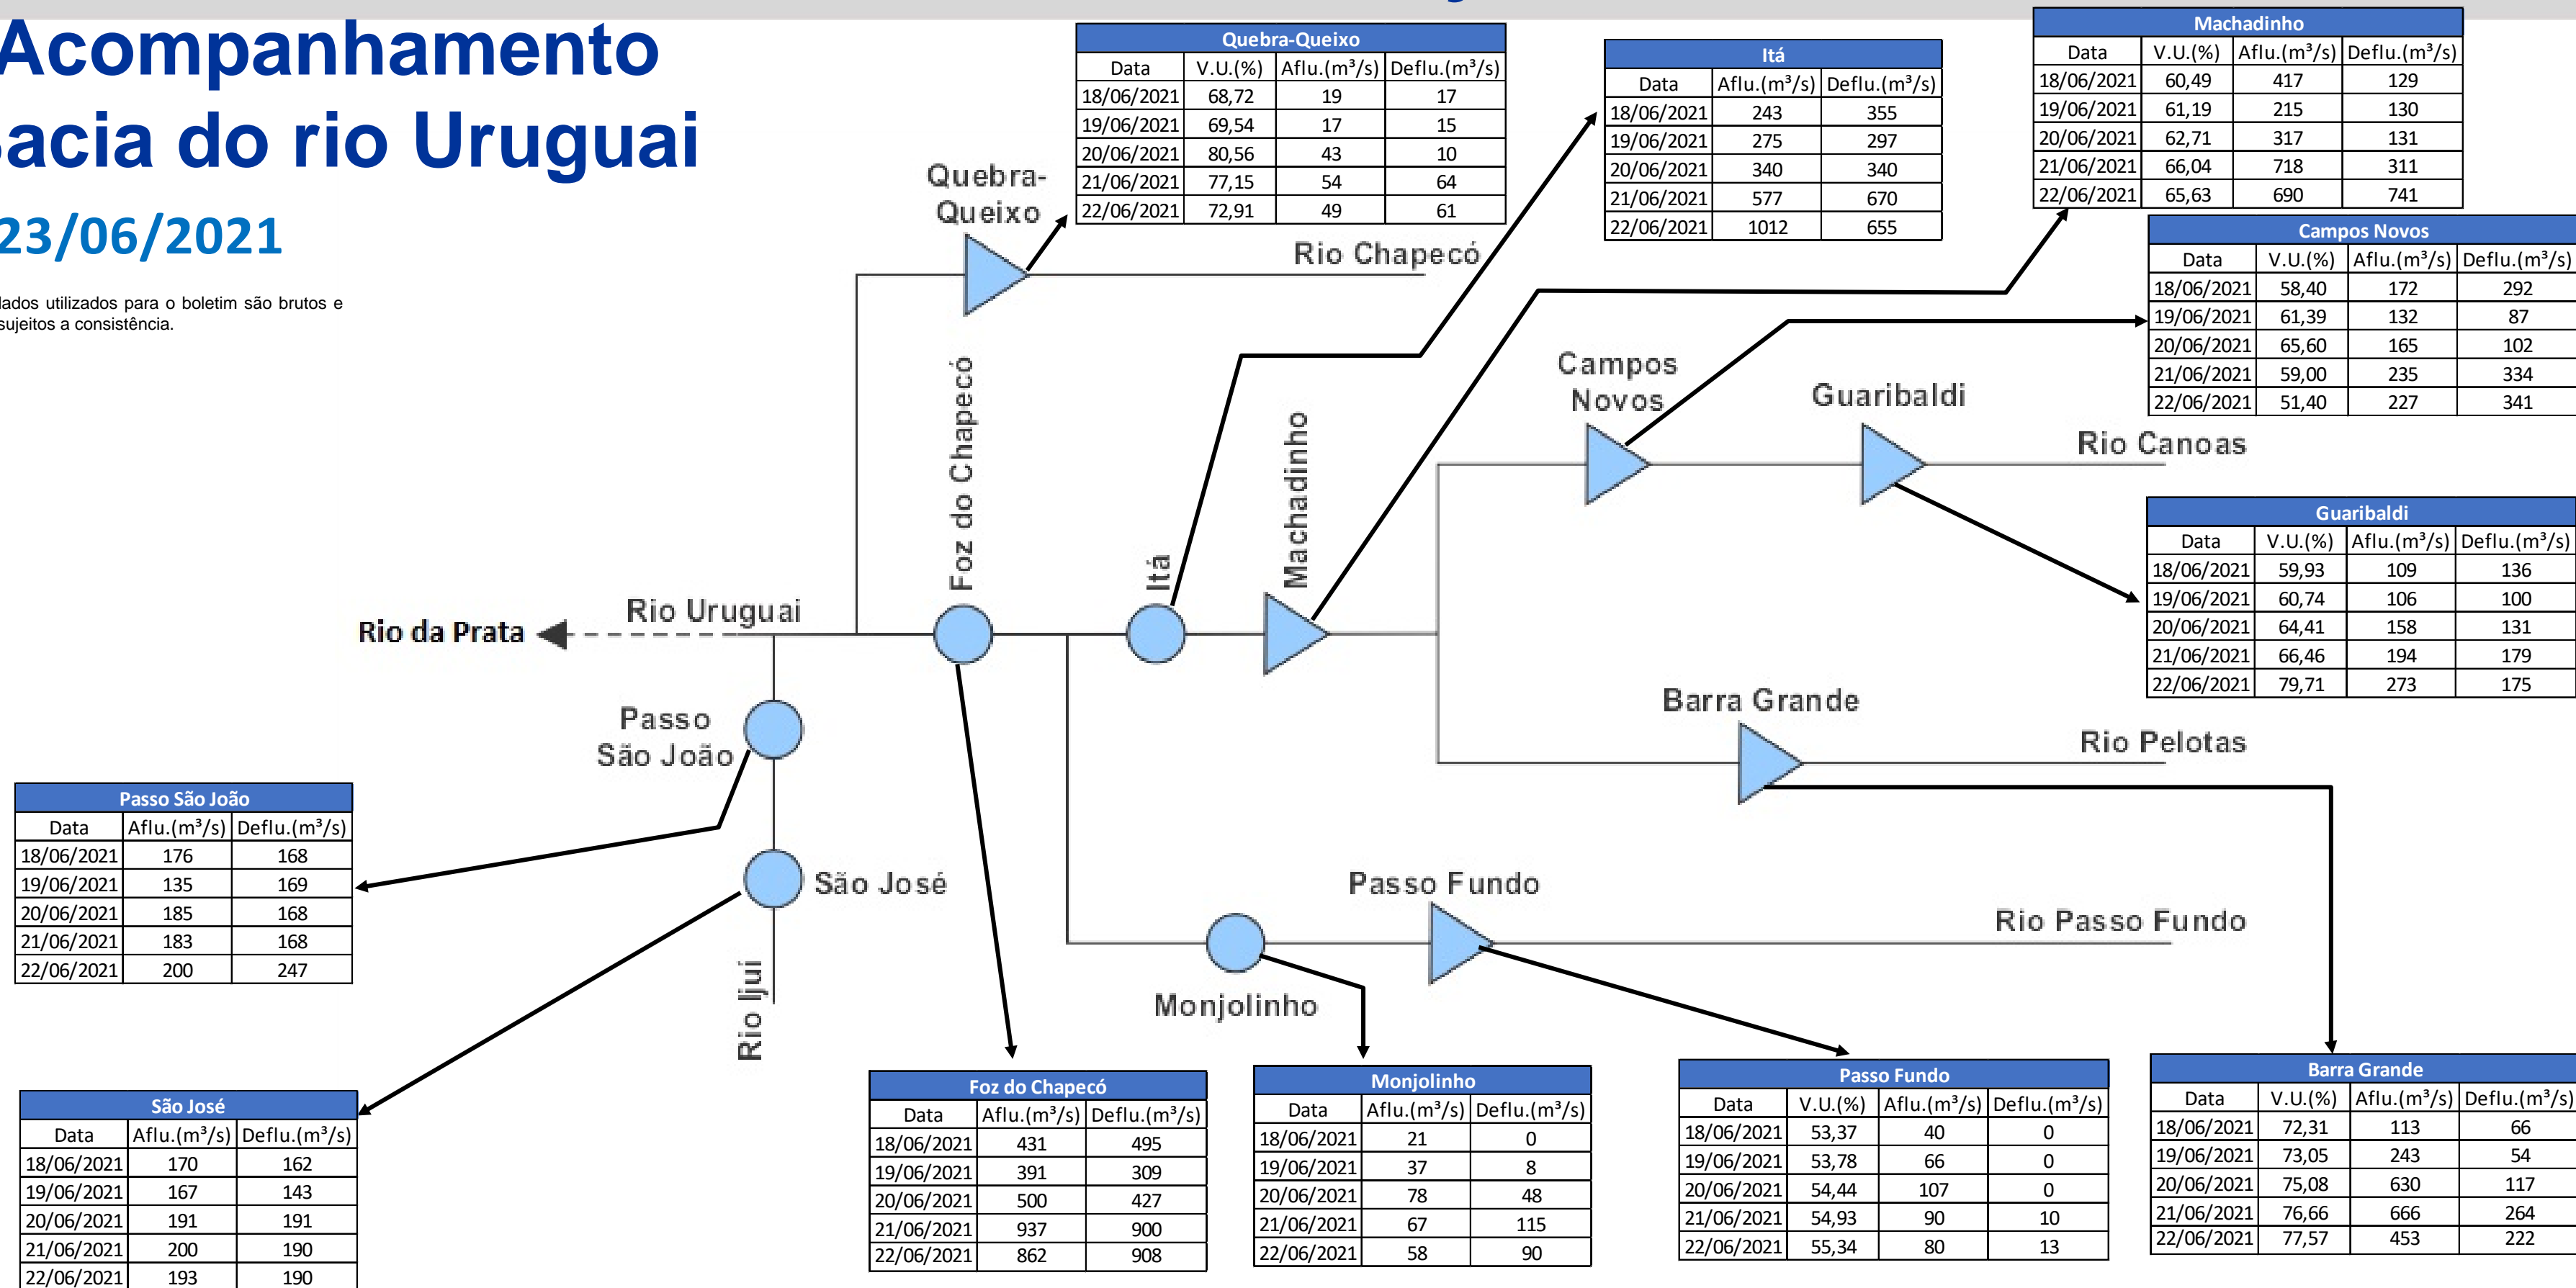 Acompanhamento
acia do rio Uruguai
23/06/2021
dados utilizados para o boletim são brutos e
sujeitos a consistência.
Quebra-Queixo
Data V.U.(%) Aflu.(m³/s) Deflu.(m³/s)
18/06/2021 68,72 19 17
19/06/2021 69,54 17 15
20/06/2021 80,56 43 10
21/06/2021 77,15 54 64
22/06/2021 72,91 49 61
Itá
Data Aflu.(m³/s) Deflu.(m³/s)
18/06/2021 243 355
19/06/2021 275 297
20/06/2021 340 340
21/06/2021 577 670
22/06/2021 1012 655
Machadinho
Data V.U.(%) Aflu.(m³/s) Deflu.(m³/s)
18/06/2021 60,49 417 129
19/06/2021 61,19 215 130
20/06/2021 62,71 317 131
21/06/2021 66,04 718 311
22/06/2021 65,63 690 741
Campos Novos
Data V.U.(%) Aflu.(m³/s) Deflu.(m³/s)
18/06/2021 58,40 172 292
19/06/2021 61,39 132 87
20/06/2021 65,60 165 102
21/06/2021 59,00 235 334
22/06/2021 51,40 227 341
Quebra-
Queixo
Rio Chapecó
Foz do Chapecó
Itá
Machadinho
Campos
Novos
Guaribaldi
Rio Canoas
Guaribaldi
Data V.U.(%) Aflu.(m³/s) Deflu.(m³/s)
18/06/2021 59,93 109 136
19/06/2021 60,74 106 100
20/06/2021 64,41 158 131
21/06/2021 66,46 194 179
22/06/2021 79,71 273 175
Rio da Prata
Rio Uruguai
Passo
São João
Barra Grande
Rio Pelotas
Passo São João
Data Aflu.(m³/s) Deflu.(m³/s)
18/06/2021 176 168
19/06/2021 135 169
20/06/2021 185 168
21/06/2021 183 168
22/06/2021 200 247
São José
Rio Ijuí
Passo Fundo
Rio Passo Fundo
Monjolinho
São José
Data Aflu.(m³/s) Deflu.(m³/s)
18/06/2021 170 162
19/06/2021 167 143
20/06/2021 191 191
21/06/2021 200 190
22/06/2021 193 190
Foz do Chapecó
Data Aflu.(m³/s) Deflu.(m³/s)
18/06/2021 431 495
19/06/2021 391 309
20/06/2021 500 427
21/06/2021 937 900
22/06/2021 862 908
Monjolinho
Data Aflu.(m³/s) Deflu.(m³/s)
18/06/2021 21 0
19/06/2021 37 8
20/06/2021 78 48
21/06/2021 67 115
22/06/2021 58 90
Passo Fundo
Data V.U.(%) Aflu.(m³/s) Deflu.(m³/s)
18/06/2021 53,37 40 0
19/06/2021 53,78 66 0
20/06/2021 54,44 107 0
21/06/2021 54,93 90 10
22/06/2021 55,34 80 13
Barra Grande
Data V.U.(%) Aflu.(m³/s) Deflu.(m³/s)
18/06/2021 72,31 113 66
19/06/2021 73,05 243 54
20/06/2021 75,08 630 117
21/06/2021 76,66 666 264
22/06/2021 77,57 453 222